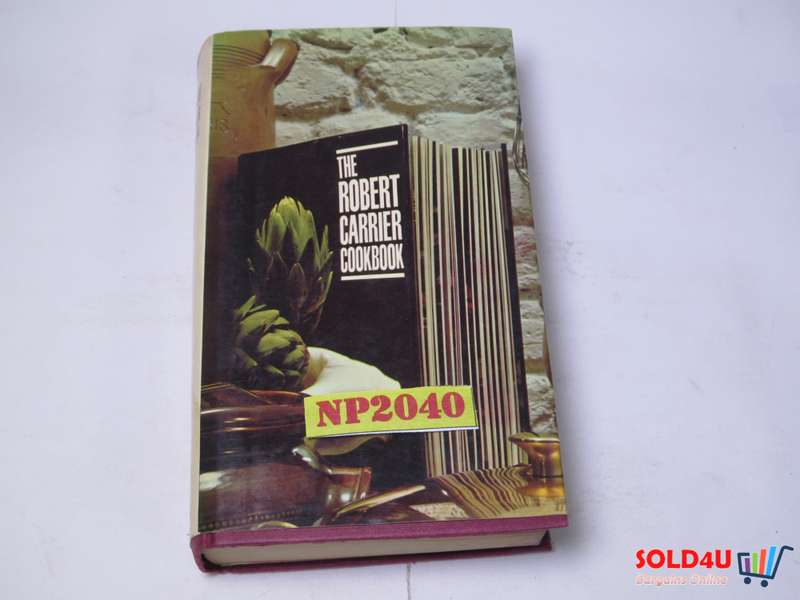 THE
ROBERT
CARRIER
COOKBOOK
NP2040
SOLD4U
Bargains Online